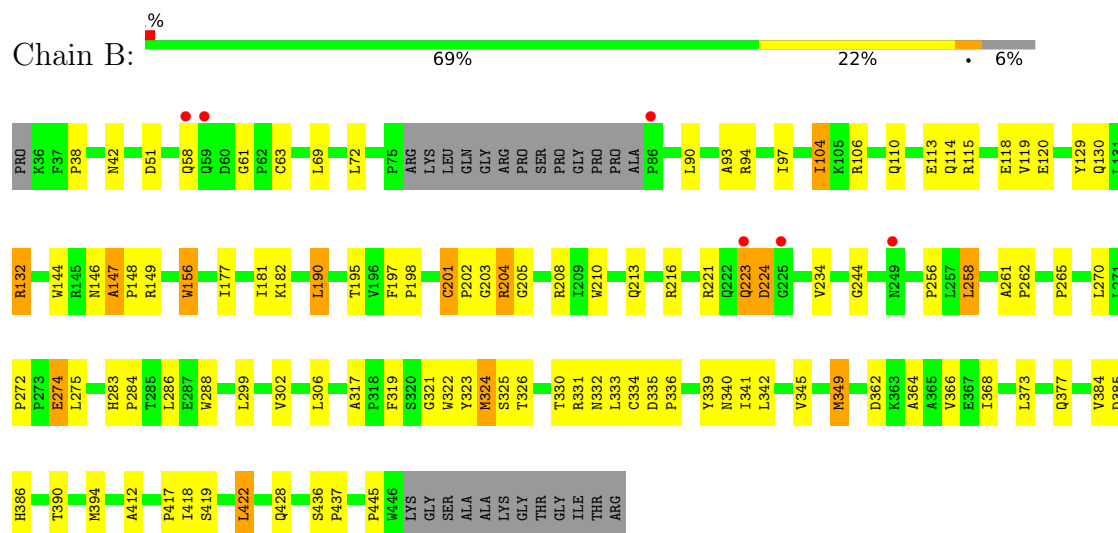 %
Chain B:
69% 22% • 6%
PRO K36 F37 P38 N42 D51 Q58 Q59 D60 G61 P62 C63 L69 L72 P75 ARG LYS LEU GLN GLY ARG PRO SER PRO GLY PRO PRO ALA P86 L90 A93 R94 I97 I104 K105 R106 Q110 E113 Q114 R115 E118 V119 E120 Y129 Q130 L131
R132 W144 R145 N146 A147 P148 R149 W156 I177 I181 K182 L190 T195 V196 F197 P198 C201 P202 G203 R204 G205 R208 I209 W210 Q213 R216 R221 Q222 Q223 D224 G225 V234 G244 N249 P256 L257 L258 A261 P262 P265 L270 L271
P272 P273 E274 L275 H283 P284 T285 L286 E287 W288 L299 V302 L306 A317 P318 F319 S320 G321 W322 Y323 M324 S325 T326 T330 R331 N332 L333 C334 D335 P336 Y339 N340 I341 L342 V345 M349 D362 K363 A364 A365 V366 E367 I368 L373 Q377 V384
H386 T390 M394 A412 P417 I418 S419 L422 Q428 S436 P437 P445 W446 LYS GLY SER ALA ALA LYS GLY THR GLY ILE THR ARG